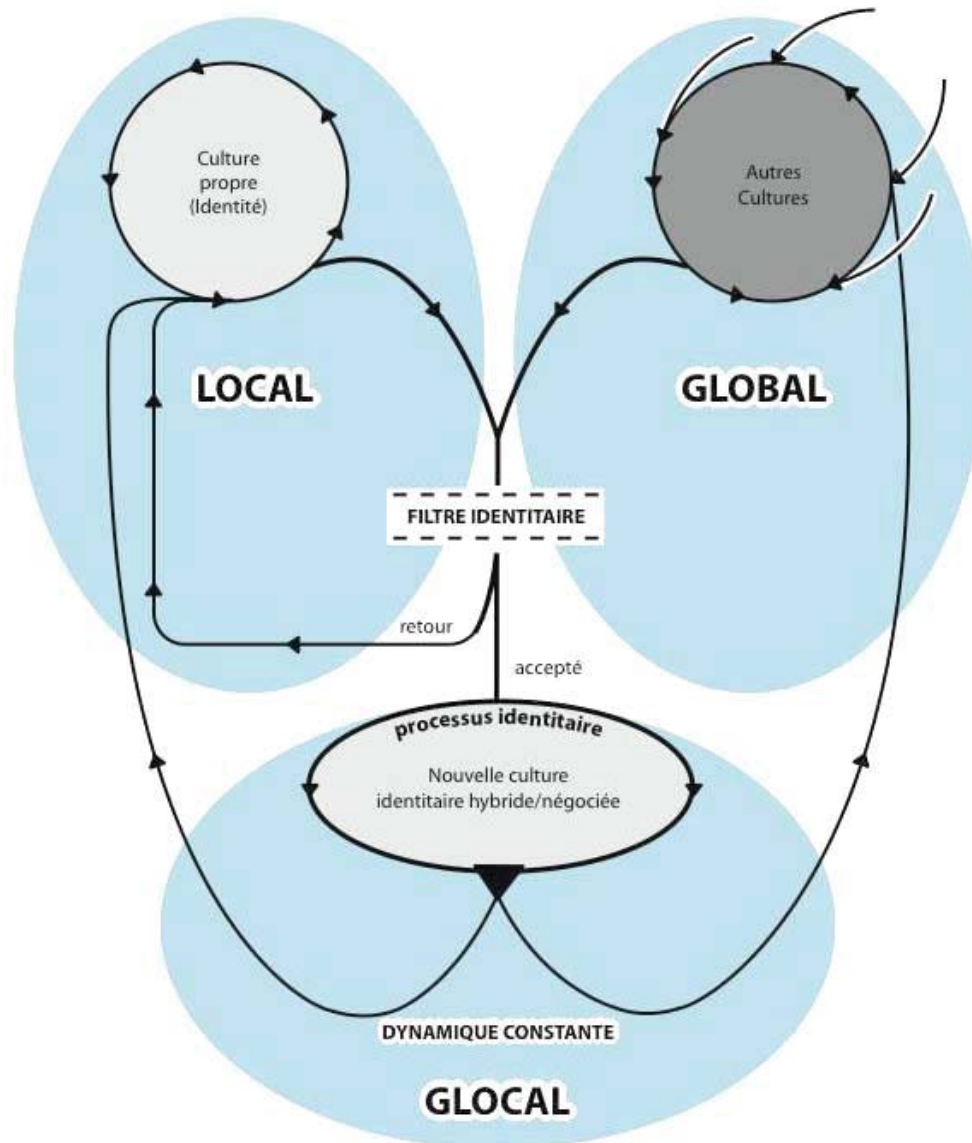 Culture
propre
(Identité)
Autres
Cultures
LOCAL
GLOBAL
FILTRE IDENTITAIRE
retour
accepté
processus identitaire
Nouvelle culture
identitaire hybride/négociée
DYNAMIQUE CONSTANTE
GLOCAL